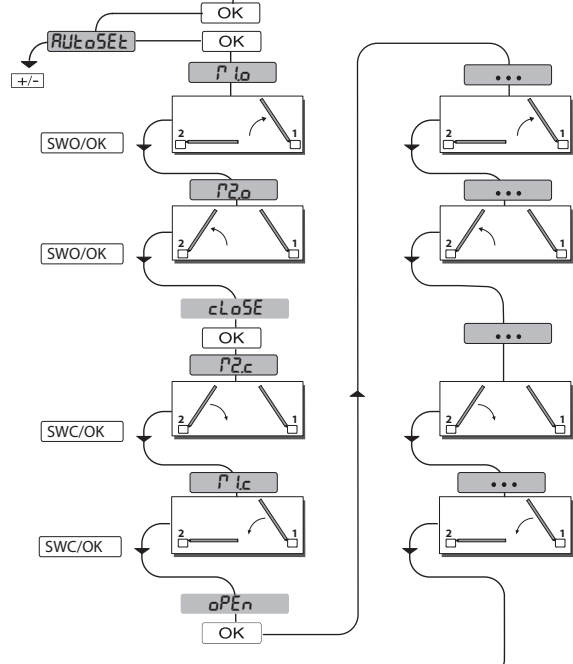 OK
AUtoSEt
OK
+/-
M1.o
2
1
SWO/OK
M2.o
2
1
SWO/OK
cLoSE
OK
M2.c
2
1
SWC/OK
M1.c
2
1
SWC/OK
oPEn
OK
...
2
1
...
2
1
...
2
1
...
2
1